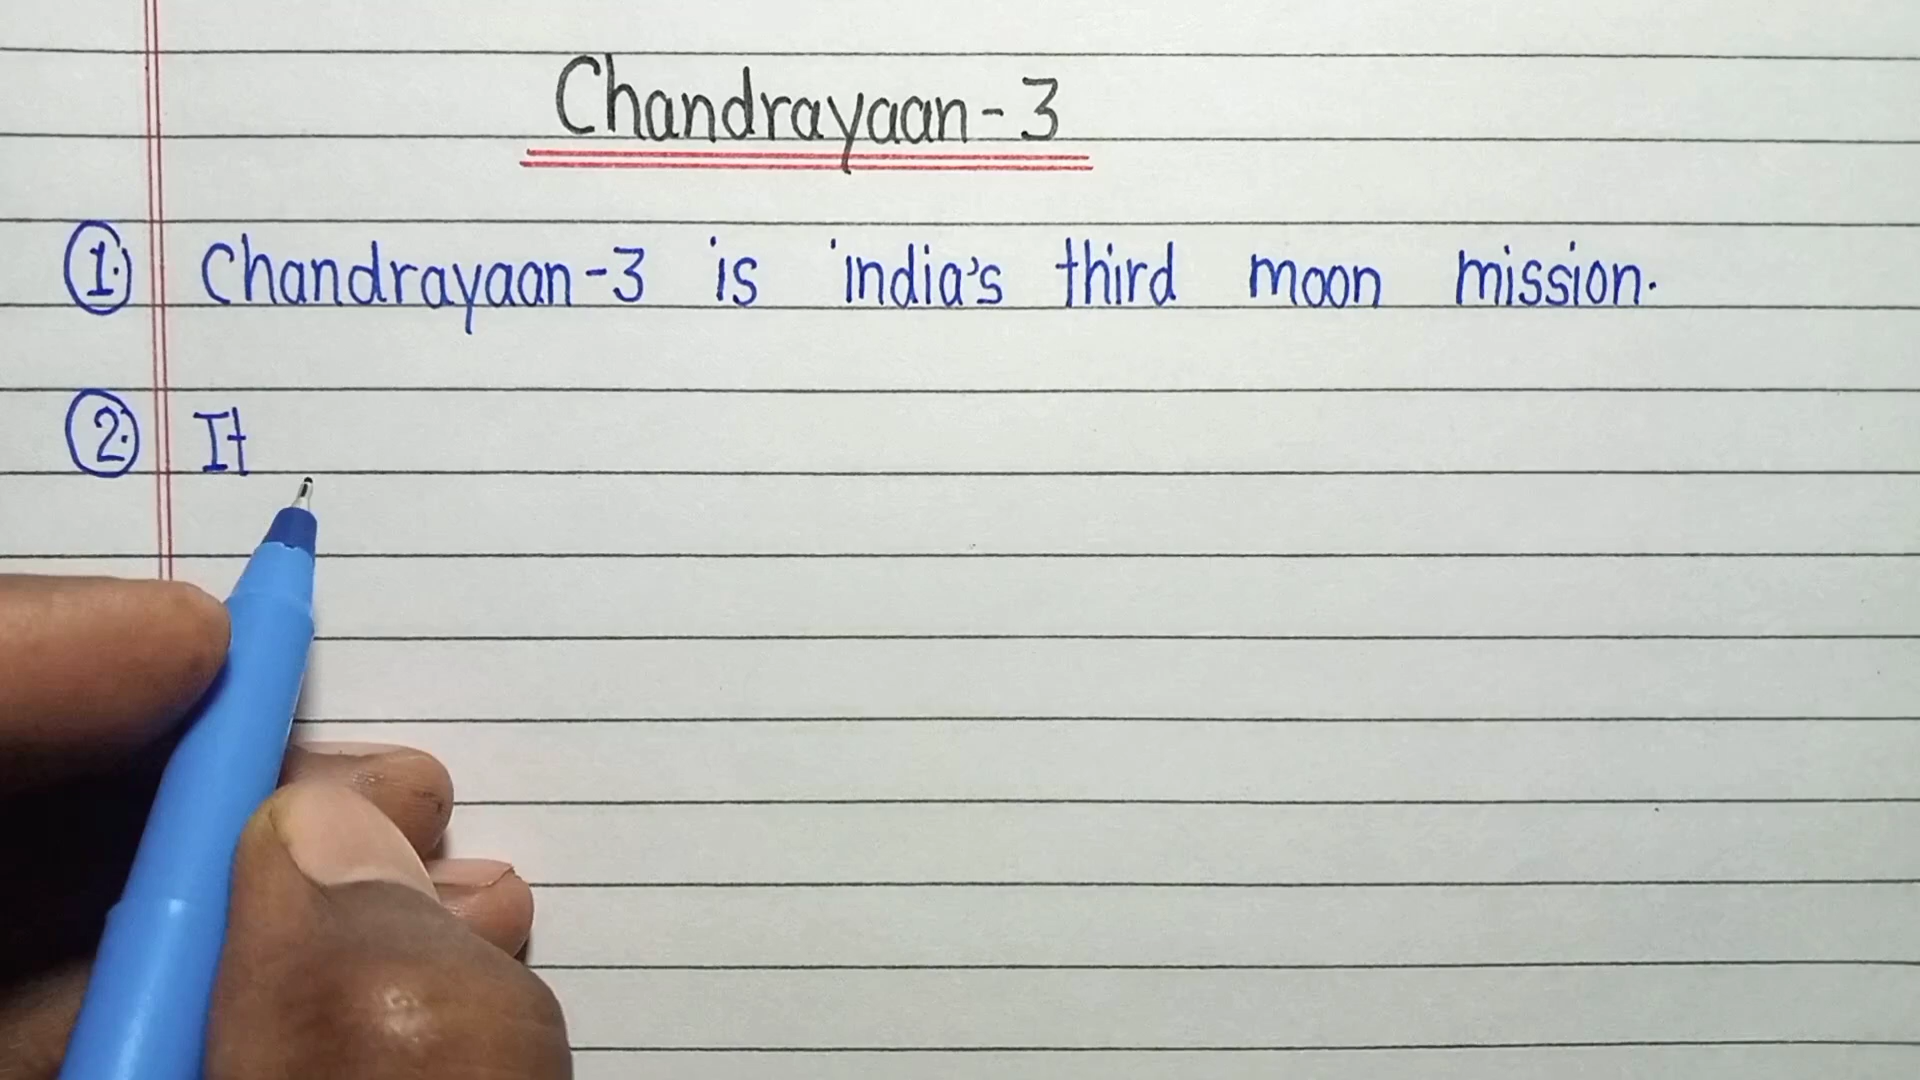 Chandrayaan-3
1. Chandrayaan-3 is india's third moon mission.
2. It